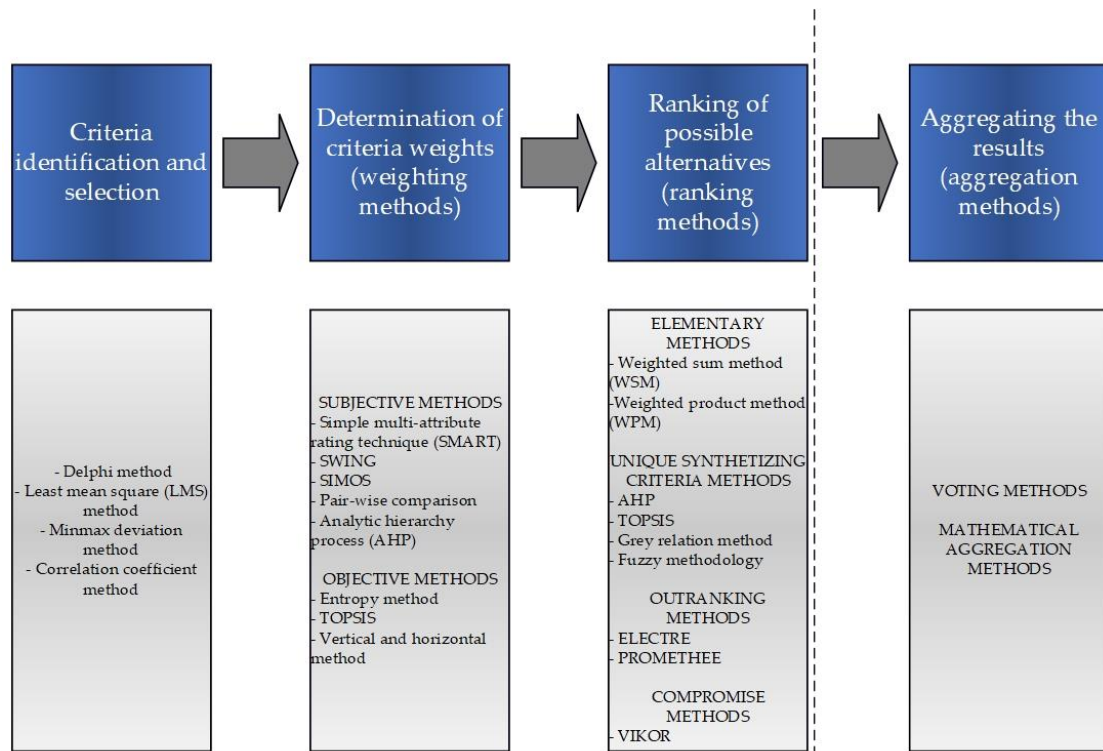 Criteria
identification and
selection
Determination of
criteria weights
(weighting
methods)
Ranking of
possible
alternatives
(ranking
methods)
Aggregating the
results
(aggregation
methods)
- Delphi method
- Least mean square (LMS)
method
- Minmax deviation
method
- Correlation coefficient
method
SUBJECTIVE METHODS
- Simple multi-attribute
rating technique (SMART)
- SWING
- SIMOS
- Pair-wise comparison
- Analytic hierarchy
process (AHP)
OBJECTIVE METHODS
- Entropy method
- TOPSIS
- Vertical and horizontal
method
ELEMENTARY
METHODS
- Weighted sum method
(WSM)
-Weighted product method
(WPM)
UNIQUE SYNTHETIZING
CRITERIA METHODS
- AHP
- TOPSIS
- Grey relation method
- Fuzzy methodology
OUTRANKING
METHODS
- ELECTRE
- PROMETHEE
COMPROMISE
METHODS
- VIKOR
VOTING METHODS
MATHEMATICAL
AGGREGATION
METHODS